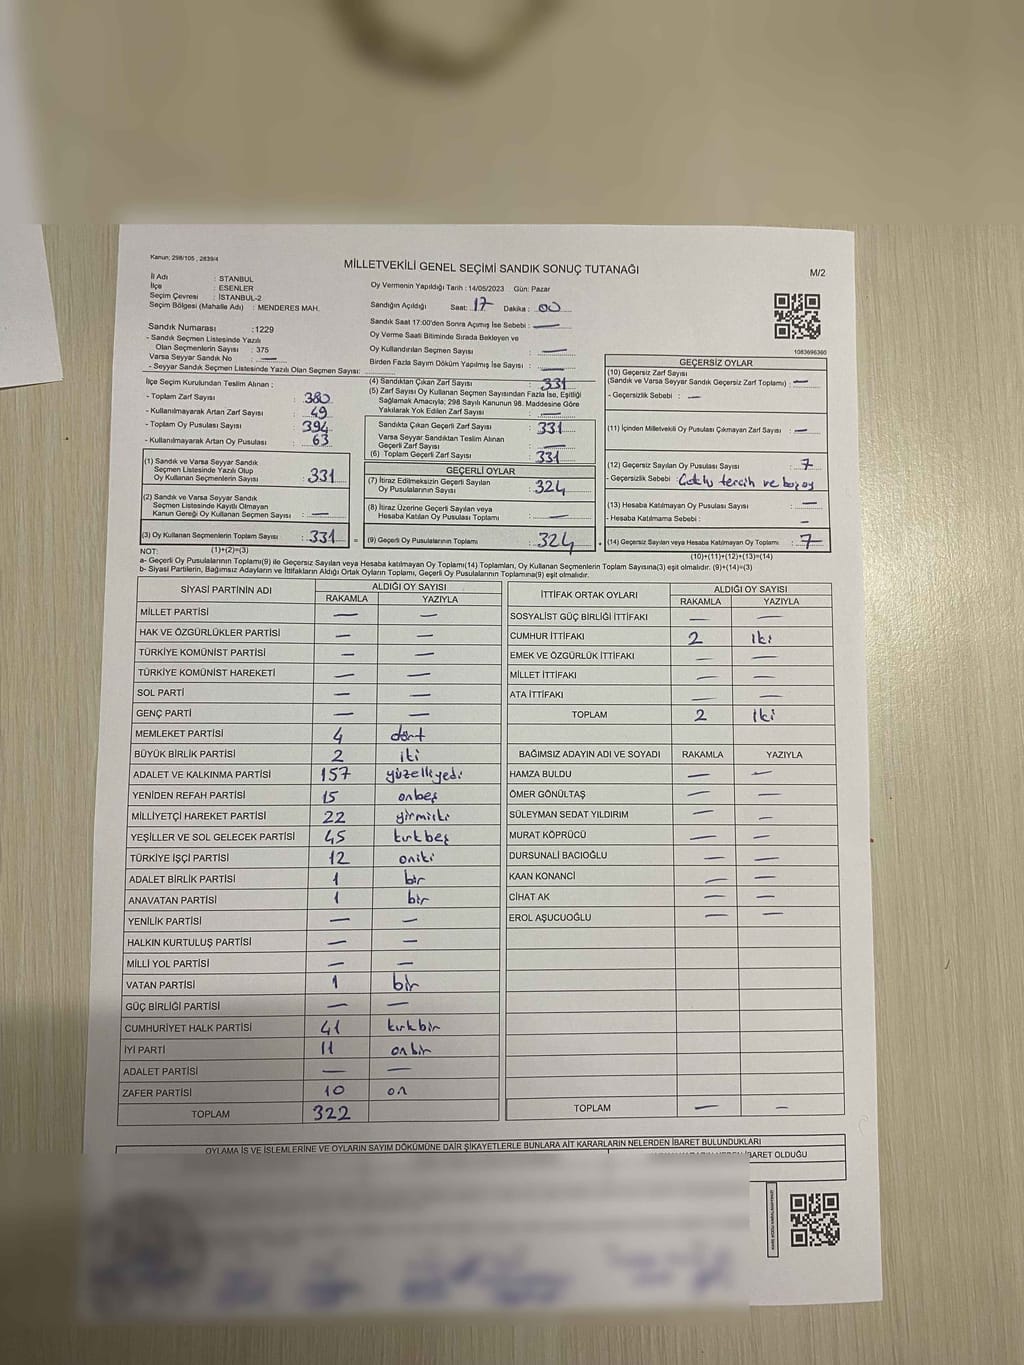 Kanun; 298/105 , 2839/4
MİLLETVEKİLİ GENEL SEÇİMİ SANDIK SONUÇ TUTANAĞI
M/2
İl Adı : STANBUL
İlçe : ESENLER
Seçim Çevresi : İSTANBUL-2
Seçim Bölgesi (Mahalle Adı) : MENDERES MAH.
Sandık Numarası : 1229
- Sandık Seçmen Listesinde Yazılı
Olan Seçmenlerin Sayısı : 375
Varsa Seyyar Sandık No : —
- Seyyar Sandık Seçmen Listesinde Yazılı Olan Seçmen Sayısı:
Oy Vermenin Yapıldığı Tarih : 14/05/2023 Gün: Pazar
Sandığın Açıldığı Saat: 17 Dakika : 00
Sandık Saat 17:00'den Sonra Açımış İse Sebebi : —
Oy Verme Saati Bitiminde Sırada Bekleyen ve
Oy Kullandırılan Seçmen Sayısı : —
Birden Fazla Sayım Döküm Yapılmış İse Sayısı : —
1083696360
İlçe Seçim Kurulundan Teslim Alınan :
- Toplam Zarf Sayısı : 380
- Kullanılmayarak Artan Zarf Sayısı : 49
- Toplam Oy Pusulası Sayısı : 394
- Kullanılmayarak Artan Oy Pusulası : 63
(1) Sandık ve Varsa Seyyar Sandık
Seçmen Listesinde Yazılı Olup
Oy Kullanan Seçmenlerin Sayısı : 331
(2) Sandık ve Varsa Seyyar Sandık
Seçmen Listesinde Kayıtlı Olmayan
Kanun Gereği Oy Kullanan Seçmen Sayısı : —
(3) Oy Kullanan Seçmenlerin Toplam Sayısı : 331 =
(4) Sandıktan Çıkan Zarf Sayısı : 331
(5) Zarf Sayısı Oy Kullanan Seçmen Sayısından Fazla İse, Eşitliği
Sağlamak Amacıyla; 298 Sayılı Kanunun 98. Maddesine Göre
Yakılarak Yok Edilen Zarf Sayısı : —
Sandıkta Çıkan Geçerli Zarf Sayısı : 331
Varsa Seyyar Sandıktan Teslim Alınan
Geçerli Zarf Sayısı : —
(6) Toplam Geçerli Zarf Sayısı : 331
GEÇERLİ OYLAR
(7) İtiraz Edilmeksizin Geçerli Sayılan
Oy Pusulalarının Sayısı : 324
(8) İtiraz Üzerine Geçerli Sayılan veya
Hesaba Katılan Oy Pusulası Toplamı : —
(9) Geçerli Oy Pusulalarının Toplamı : 324 +
GEÇERSİZ OYLAR
(10) Geçersiz Zarf Sayısı
(Sandık ve Varsa Seyyar Sandık Geçersiz Zarf Toplamı) : —
- Geçersizlik Sebebi : —
(11) İçinden Milletvekili Oy Pusulası Çıkmayan Zarf Sayısı : —
(12) Geçersiz Sayılan Oy Pusulası Sayısı : 7
- Geçersizlik Sebebi : Çoklu tercih ve
(13) Hesaba Katılmayan Oy Pusulası Sayısı : —
- Hesaba Katılmama Sebebi : —
(14) Geçersiz Sayılan veya Hesaba Katılmayan Oy Toplamı : 7
NOT: (1)+(2)=(3)
(10)+(11)+(12)+(13)=(14)
a- Geçerli Oy Pusulalarının Toplamı(9) ile Geçersiz Sayılan veya Hesaba katılmayan Oy Toplamı(14) Toplamları, Oy Kullanan Seçmenlerin Toplam Sayısına(3) eşit olmalıdır. (9)+(14)=(3)
b- Siyasi Partilerin, Bağımsız Adayların ve İttifakların Aldığı Ortak Oyların Toplamı, Geçerli Oy Pusulalarının Toplamına(9) eşit olmalıdır.
SİYASİ PARTİNİN ADI ALDIĞI OY SAYISI
RAKAMLA YAZIYLA
MİLLET PARTİSİ — —
HAK VE ÖZGÜRLÜKLER PARTİSİ — —
TÜRKİYE KOMÜNİST PARTİSİ — —
TÜRKİYE KOMÜNİST HAREKETİ — —
SOL PARTİ — —
GENÇ PARTİ — —
MEMLEKET PARTİSİ 4 dört
BÜYÜK BİRLİK PARTİSİ 2 iki
ADALET VE KALKINMA PARTİSİ 157 yüzelliyedi
YENİDEN REFAH PARTİSİ 15 onbeş
MİLLİYETÇİ HAREKET PARTİSİ 22 yirmiiki
YEŞİLLER VE SOL GELECEK PARTİSİ 45 kırkbeş
TÜRKİYE İŞÇİ PARTİSİ 12 oniki
ADALET BİRLİK PARTİSİ 1 bir
ANAVATAN PARTİSİ 1 bir
YENİLİK PARTİSİ — —
HALKIN KURTULUŞ PARTİSİ — —
MİLLİ YOL PARTİSİ — —
VATAN PARTİSİ 1 bir
GÜÇ BİRLİĞİ PARTİSİ — —
CUMHURİYET HALK PARTİSİ 41 kırkbir
İYİ PARTİ 11 onbir
ADALET PARTİSİ — —
ZAFER PARTİSİ 10 on
TOPLAM 322
İTTİFAK ORTAK OYLARI ALDIĞI OY SAYISI
RAKAMLA YAZIYLA
SOSYALİST GÜÇ BİRLİĞİ İTTİFAKI — —
CUMHUR İTTİFAKI 2 iki
EMEK VE ÖZGÜRLÜK İTTİFAKI — —
MİLLET İTTİFAKI — —
ATA İTTİFAKI — —
TOPLAM 2 iki
BAĞIMSIZ ADAYIN ADI VE SOYADI RAKAMLA YAZIYLA
HAMZA BULDU — —
ÖMER GÖNÜLTAŞ — —
SÜLEYMAN SEDAT YILDIRIM — —
MURAT KÖPRÜCÜ — —
DURSUNALİ BACIOĞLU — —
KAAN KONANCİ — —
CİHAT AK — —
EROL AŞUCUOĞLU — —
TOPLAM — —
OYLAMA İŞ VE İŞLEMLERİNE VE OYLARIN SAYIM DÖKÜMÜNE DAİR ŞİKAYETLERLE BUNLARA AİT KARARLARIN NELERDEN İBARET BULUNDUKLARI
İBARET OLDUĞU